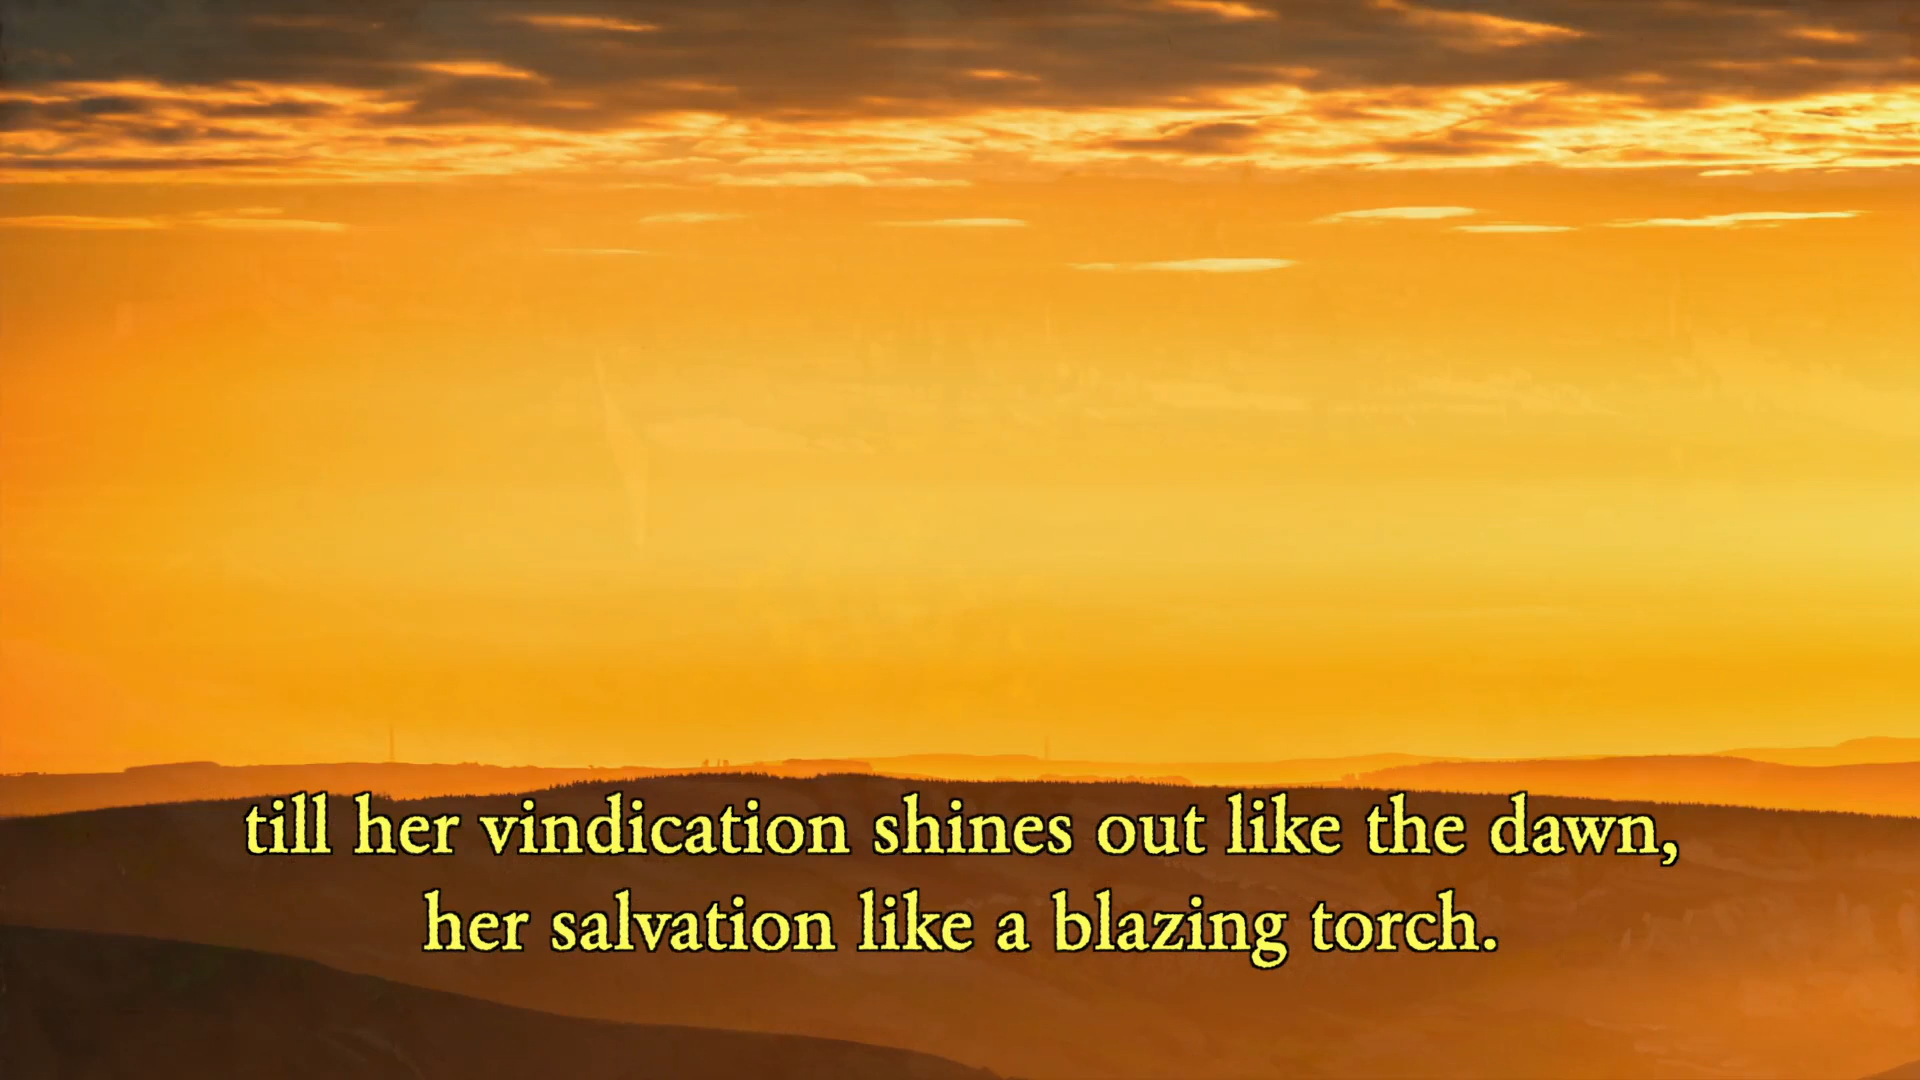 till her vindication shines out like the dawn,
her salvation like a blazing torch.